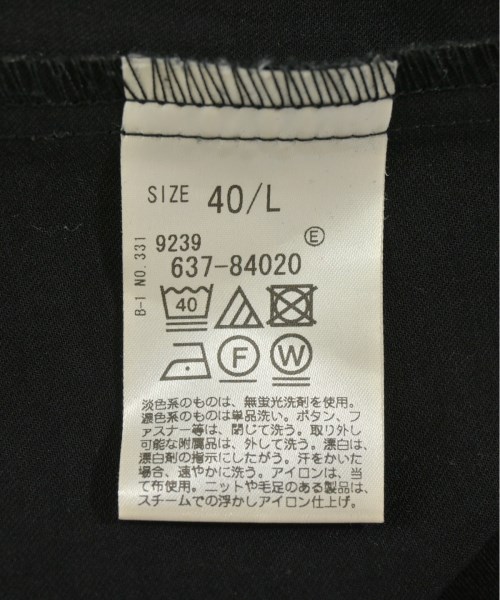 SIZE 40/L
B-I NO.331
9239 E
637-84020
40
F W
淡色系のものは、無蛍光洗剤を使用。
濃色系のものは単品洗い。ボタン、フ
ァスナー等は、閉じて洗う。取り外し
可能な附属品は、外して洗う。漂白は、
漂白剤の指示にしたがう。汗をかいた
場合、速やかに洗う。アイロンは、当
て布使用。ニットや毛足のある製品は、
スチームでの浮かしアイロン仕上げ。